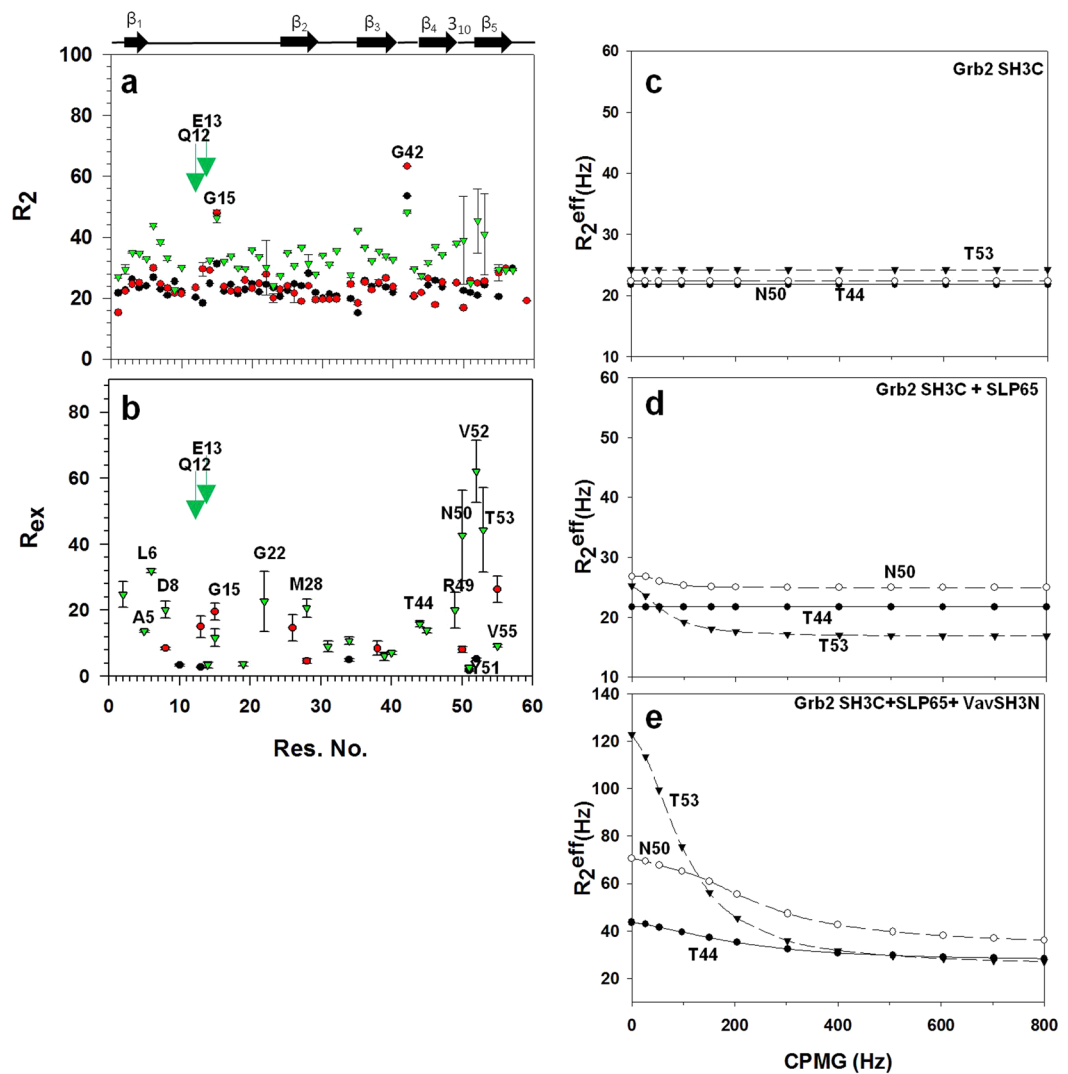 β1 β2 β3 β4 310 β5
a
R2
100
80
60
40
20
0
E13
Q12
G15
G42
b
Rex
80
60
40
20
0
E13
Q12
L6
A5
D8
G15
G22
M28
T44
R49
N50
V52
T53
V55
Y51
0 10 20 30 40 50 60
Res. No.
c
Grb2 SH3C
R2eff(Hz)
60
50
40
30
20
10
T53
N50 T44
d
Grb2 SH3C + SLP65
R2eff(Hz)
60
50
40
30
20
10
N50
T44
T53
e
Grb2 SH3C+SLP65+ VavSH3N
R2eff(Hz)
140
120
100
80
60
40
20
T53
N50
T44
0 200 400 600 800
CPMG (Hz)